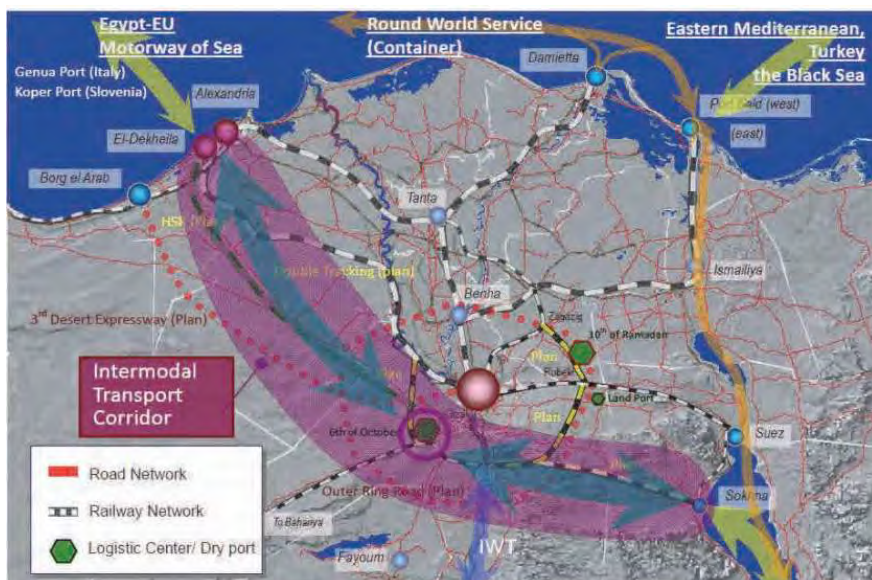 Egypt-EU
Motorway of Sea
Genua Port (Italy)
Koper Port (Slovenia)
Round World Service
(Container)
Eastern Mediterranean,
Turkey
the Black Sea
Damietta
Alexandria
El-Dekheila
Port Said (west)
(east)
Borg el Arab
Tanta
Double Tracking (plan)
Ismailiya
Benha
3rd Desert Expressway (Plan)
Zagazig
10th of Ramadan
Plan
Land Port
Plan
Intermodal
Transport
Corridor
6th of October
Suez
Outer Ring Road (Plan)
Sokhna
Road Network
Railway Network
Logistic Center/ Dry port
To Bahariya
Fayoum
IWT